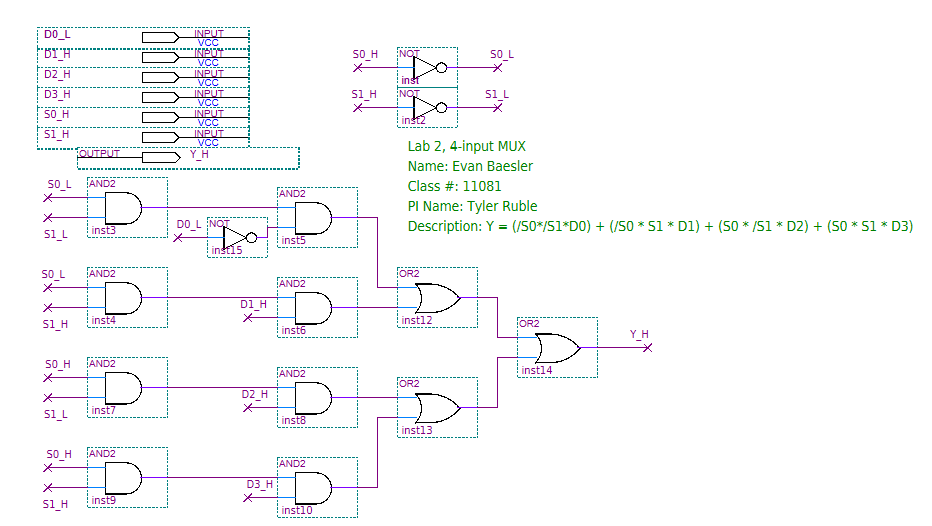 D0_L INPUT VCC
D1_H INPUT VCC
D2_H INPUT VCC
D3_H INPUT VCC
S0_H INPUT VCC
S1_H INPUT VCC
OUTPUT Y_H
S0_H NOT S0_L
inst
S1_H NOT S1_L
inst2
Lab 2, 4-input MUX
Name: Evan Baesler
Class #: 11081
PI Name: Tyler Ruble
Description: Y = (/S0*/S1*D0) + (/S0 * S1 * D1) + (S0 * /S1 * D2) + (S0 * S1 * D3)
S0_L AND2
S1_L inst3
D0_L NOT
inst15
AND2
inst5
S0_L AND2
S1_H inst4
D1_H AND2
inst6
OR2
inst12
S0_H AND2
S1_L inst7
D2_H AND2
inst8
OR2
inst13
OR2
inst14
Y_H
S0_H AND2
S1_H inst9
D3_H AND2
inst10